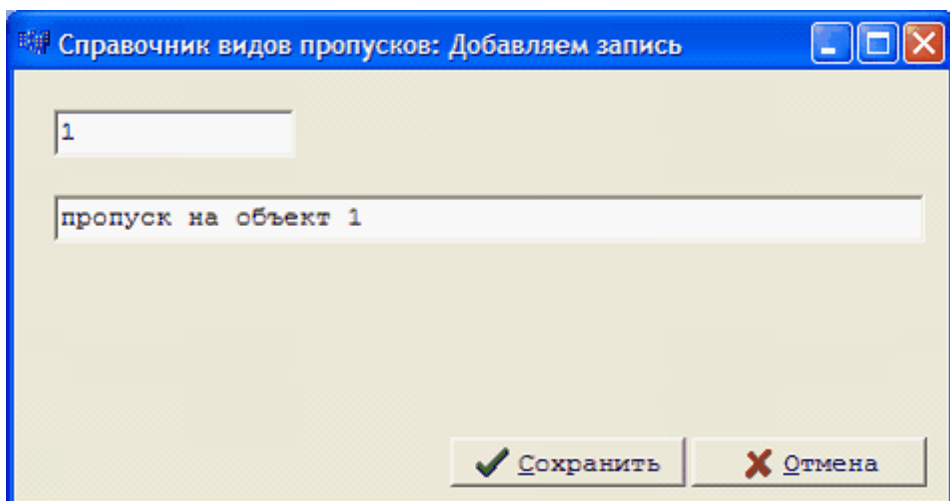 Справочник видов пропусков: Добавляем запись
1
пропуск на объект 1
Сохранить
Отмена